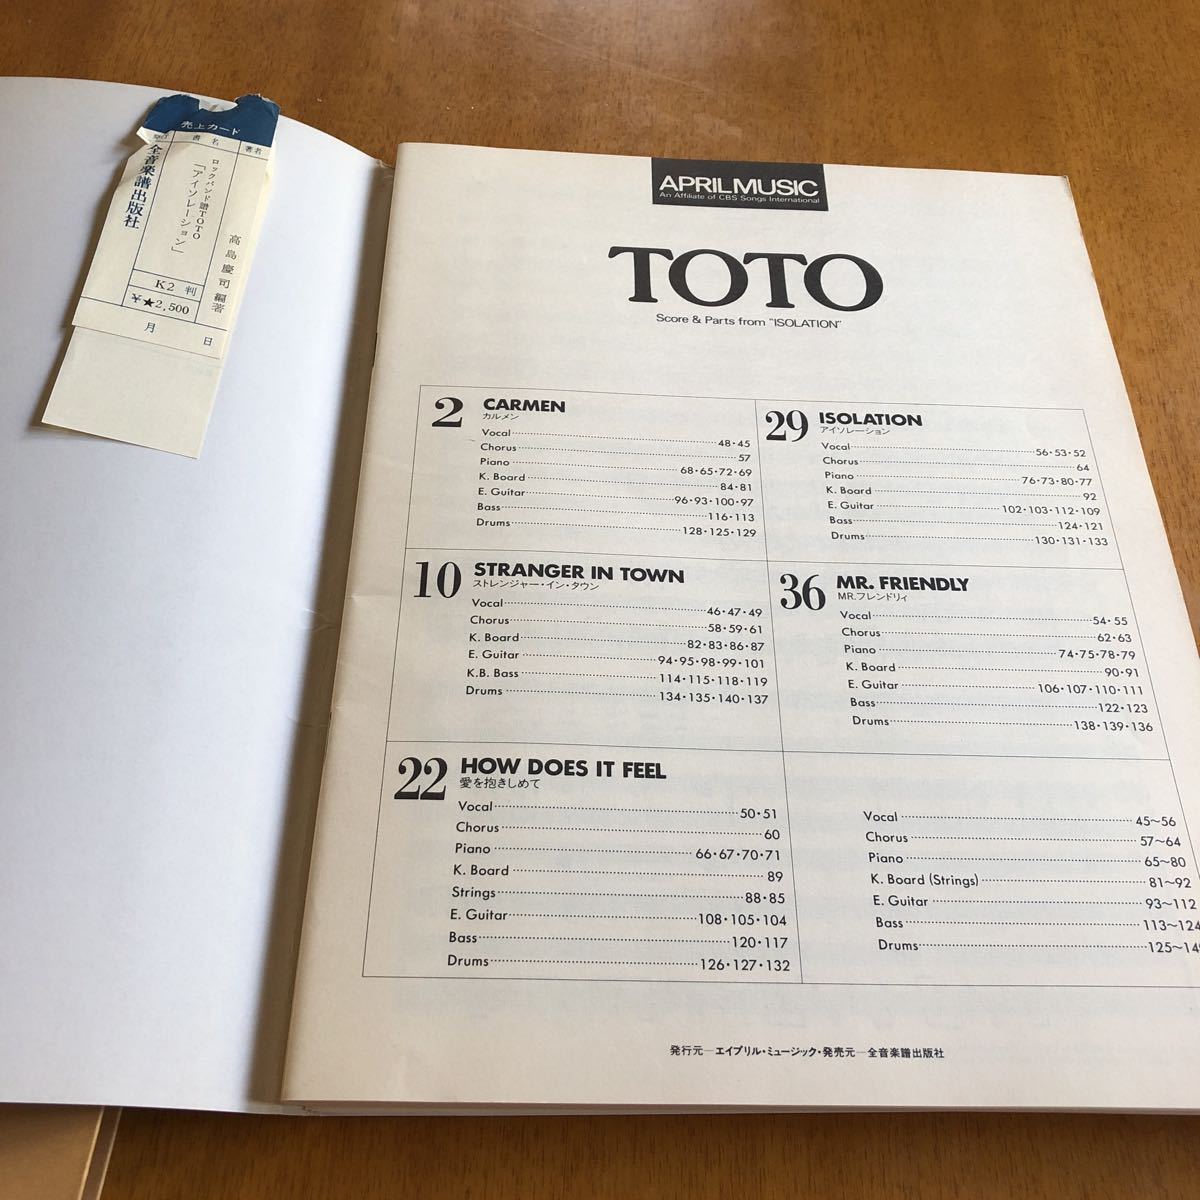 売上カード
書名
著者
ロックバンド譜TOTO
「アイソレーション」
高島慶司編著
全音楽譜出版社
K2 判
¥★2,500
月 日
APRIL MUSIC
An Affiliate of CBS Songs International
TOTO
Score & Parts from "ISOLATION"
2 CARMEN
カルメン
Vocal 48・45
Chorus 57
Piano 68・65・72・69
K. Board 84・81
E. Guitar 96・93・100・97
Bass 116・113
Drums 128・125・129
10 STRANGER IN TOWN
ストレンジャー・イン・タウン
Vocal 46・47・49
Chorus 58・59・61
K. Board 82・83・86・87
E. Guitar 94・95・98・99・101
K.B. Bass 114・115・118・119
Drums 134・135・140・137
22 HOW DOES IT FEEL
愛を抱きしめて
Vocal 50・51
Chorus 60
Piano 66・67・70・71
K. Board 89
Strings 88・85
E. Guitar 108・105・104
Bass 120・117
Drums 126・127・132
29 ISOLATION
アイソレーション
Vocal 56・53・52
Chorus 64
Piano 76・73・80・77
K. Board 92
E. Guitar 102・103・112・109
Bass 124・121
Drums 130・131・133
36 MR. FRIENDLY
MR.フレンドリィ
Vocal 54・55
Chorus 62・63
Piano 74・75・78・79
K. Board 90・91
E. Guitar 106・107・110・111
Bass 122・123
Drums 138・139・136
Vocal 45〜56
Chorus 57〜64
Piano 65〜80
K. Board (Strings) 81〜92
E. Guitar 93〜112
Bass 113〜124
Drums 125〜14
発行元—エイプリル・ミュージック・発売元—全音楽譜出版社